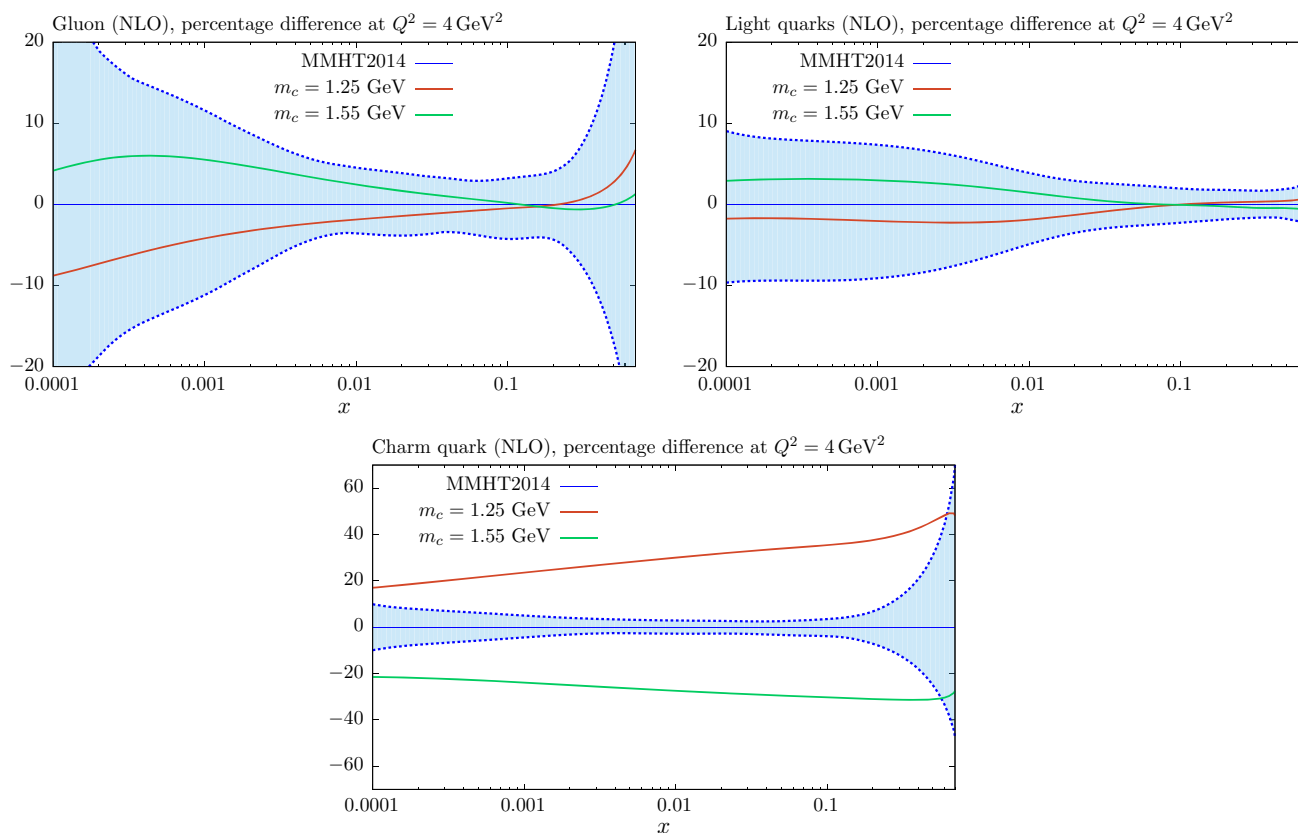 Gluon (NLO), percentage difference at Q² = 4 GeV²
20
10
0
−10
−20
MMHT2014
m_c = 1.25 GeV
m_c = 1.55 GeV
0.0001 0.001 0.01 0.1
x
Light quarks (NLO), percentage difference at Q² = 4 GeV²
20
10
0
−10
−20
MMHT2014
m_c = 1.25 GeV
m_c = 1.55 GeV
0.0001 0.001 0.01 0.1
x
Charm quark (NLO), percentage difference at Q² = 4 GeV²
60
40
20
0
−20
−40
−60
MMHT2014
m_c = 1.25 GeV
m_c = 1.55 GeV
0.0001 0.001 0.01 0.1
x